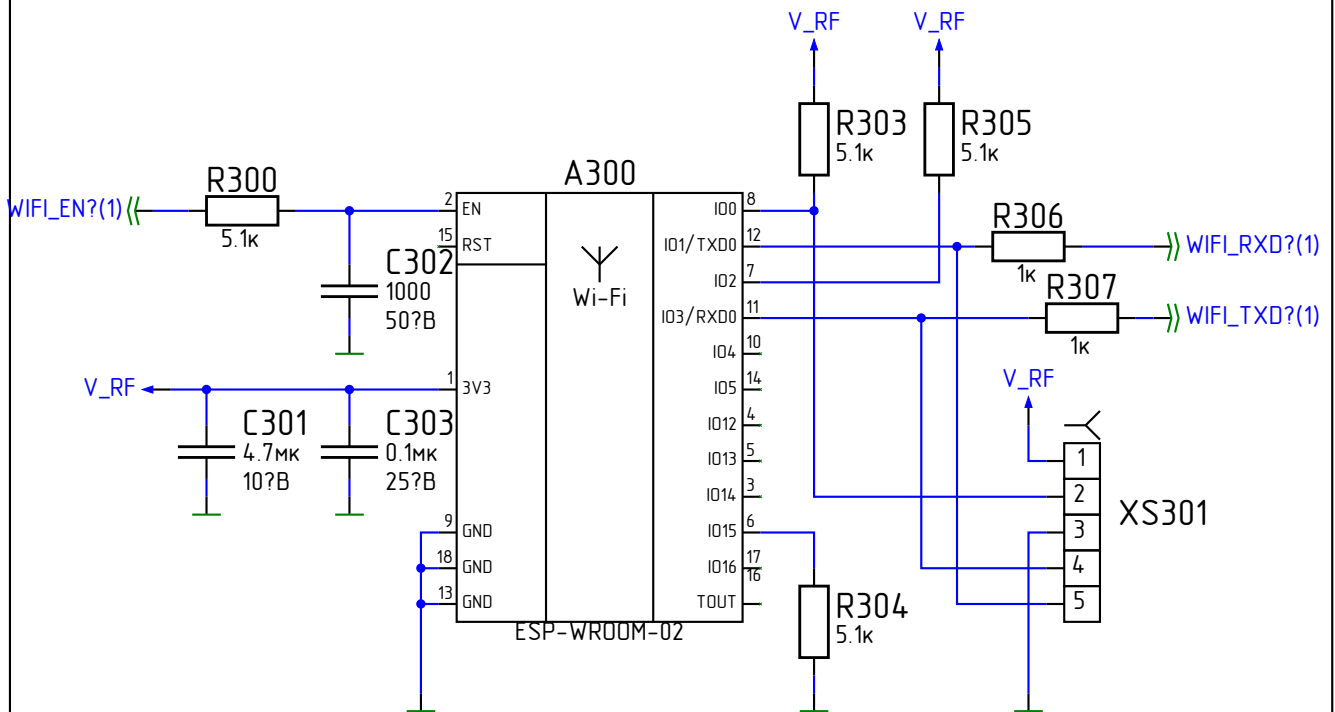 V_RF
V_RF
R303
5.1к
R305
5.1к
A300
R300
5.1к
WIFI_EN?(1)
2
EN
15
RST
C302
1000
50?В
Wi-Fi
IO0
8
IO1/TXD0
12
IO2
7
IO3/RXD0
11
IO4
10
IO5
14
IO12
4
IO13
5
IO14
3
IO15
6
IO16
17
16
TOUT
R306
1к
WIFI_RXD?(1)
R307
1к
WIFI_TXD?(1)
V_RF
1
3V3
C301
4.7мк
10?В
C303
0.1мк
25?В
9
GND
18
GND
13
GND
ESP-WROOM-02
R304
5.1к
V_RF
1
2
3
4
5
XS301